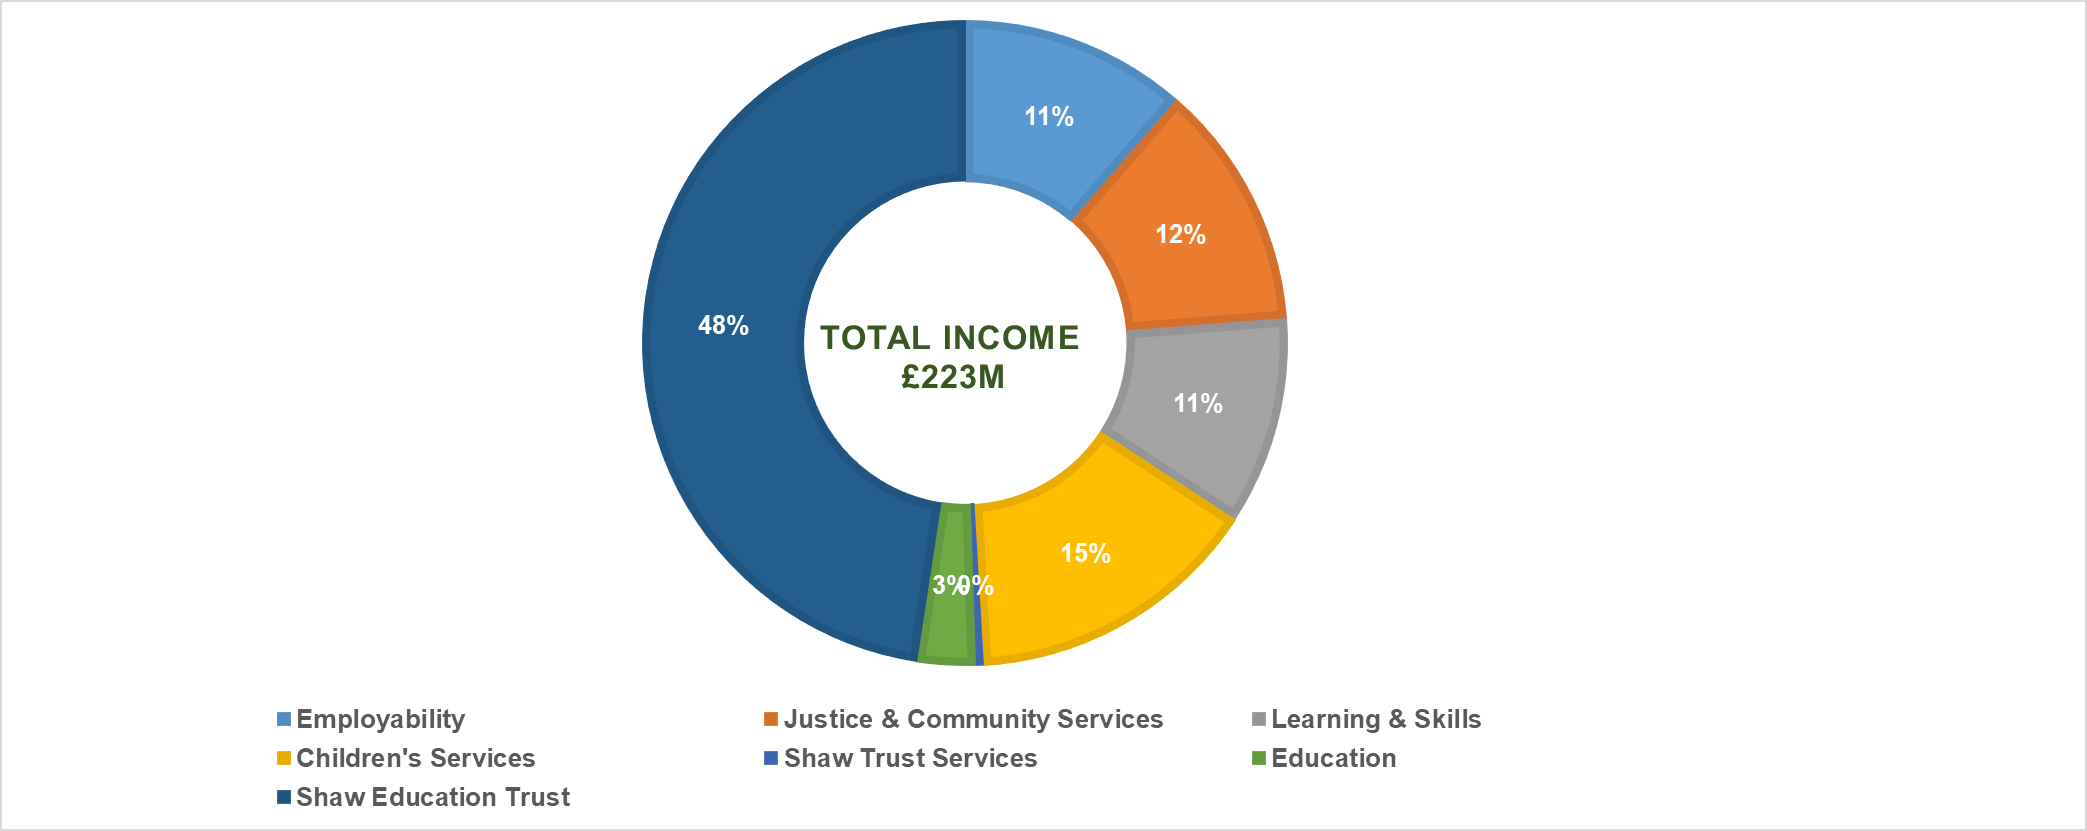 11%
12%
48%
TOTAL INCOME
£223M
11%
15%
3%
0%
Employability
Justice & Community Services
Learning & Skills
Children's Services
Shaw Trust Services
Education
Shaw Education Trust